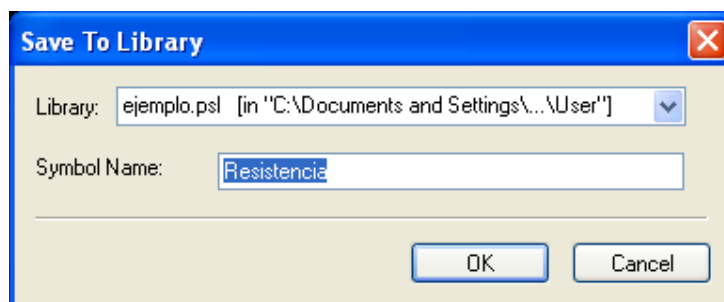 Save To Library
Library: ejemplo.psl [in "C:\Documents and Settings\...\User"]
Symbol Name: Resistencia
OK Cancel